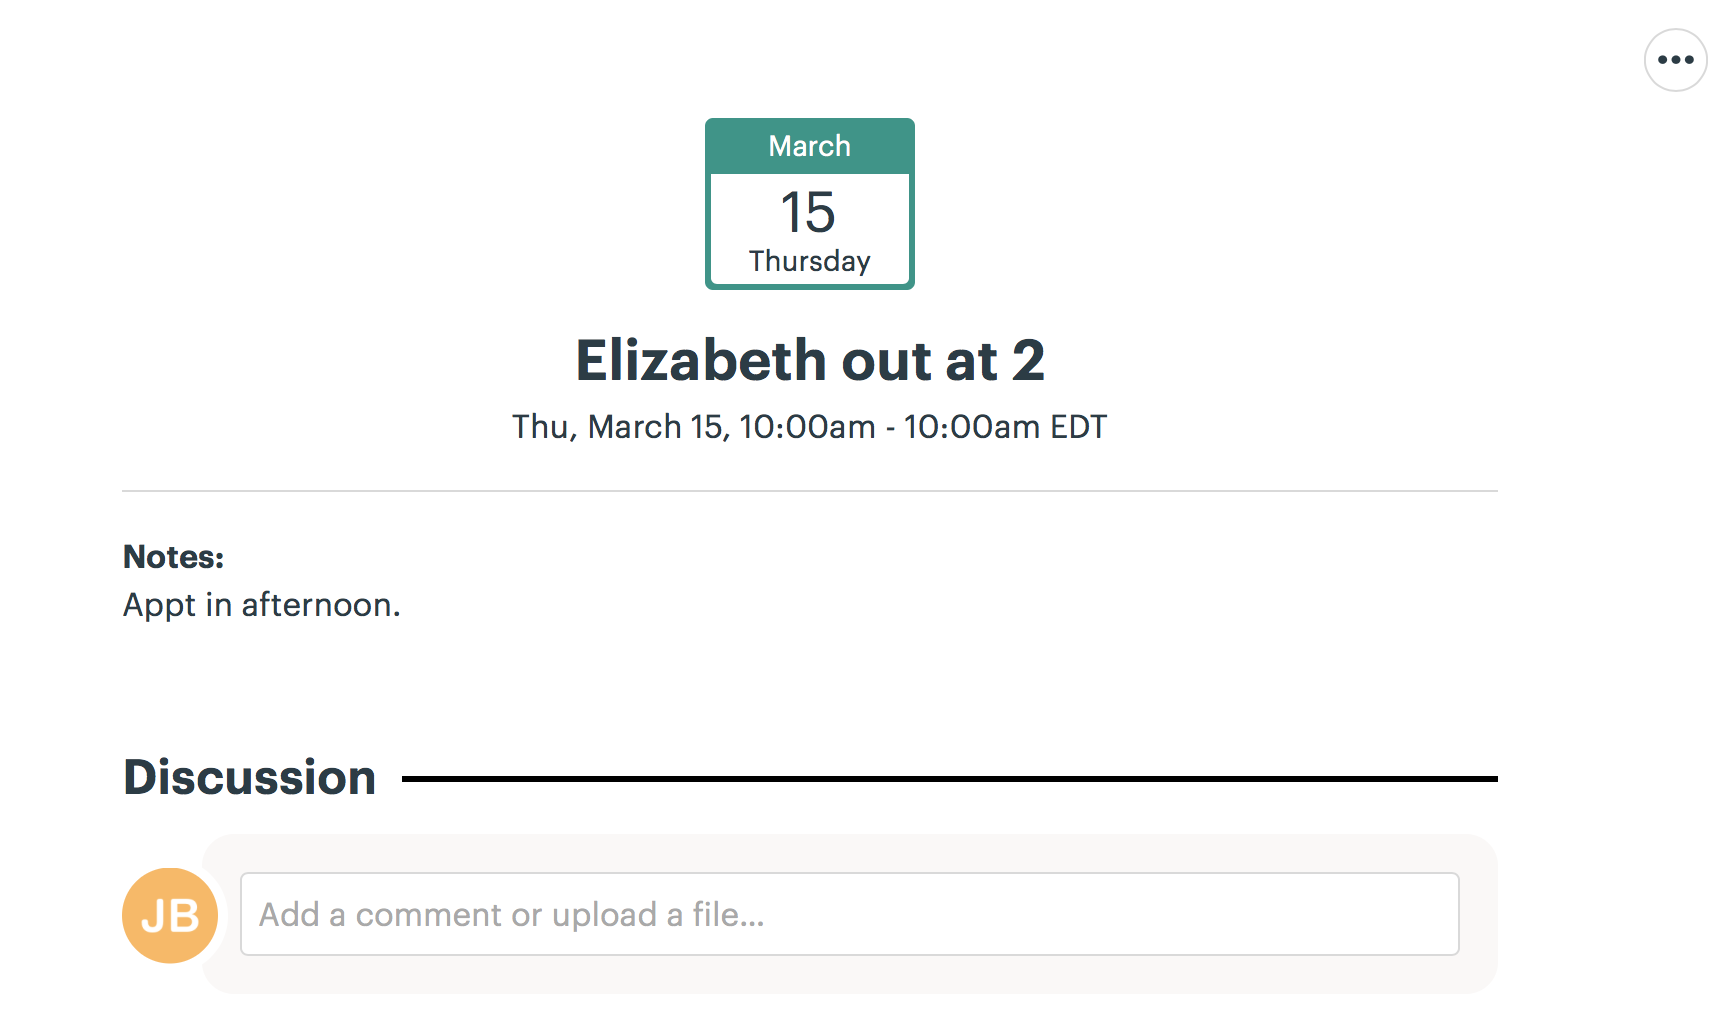 March
15
Thursday
Elizabeth out at 2
Thu, March 15, 10:00am - 10:00am EDT
Notes:
Appt in afternoon.
Discussion
JB
Add a comment or upload a file...